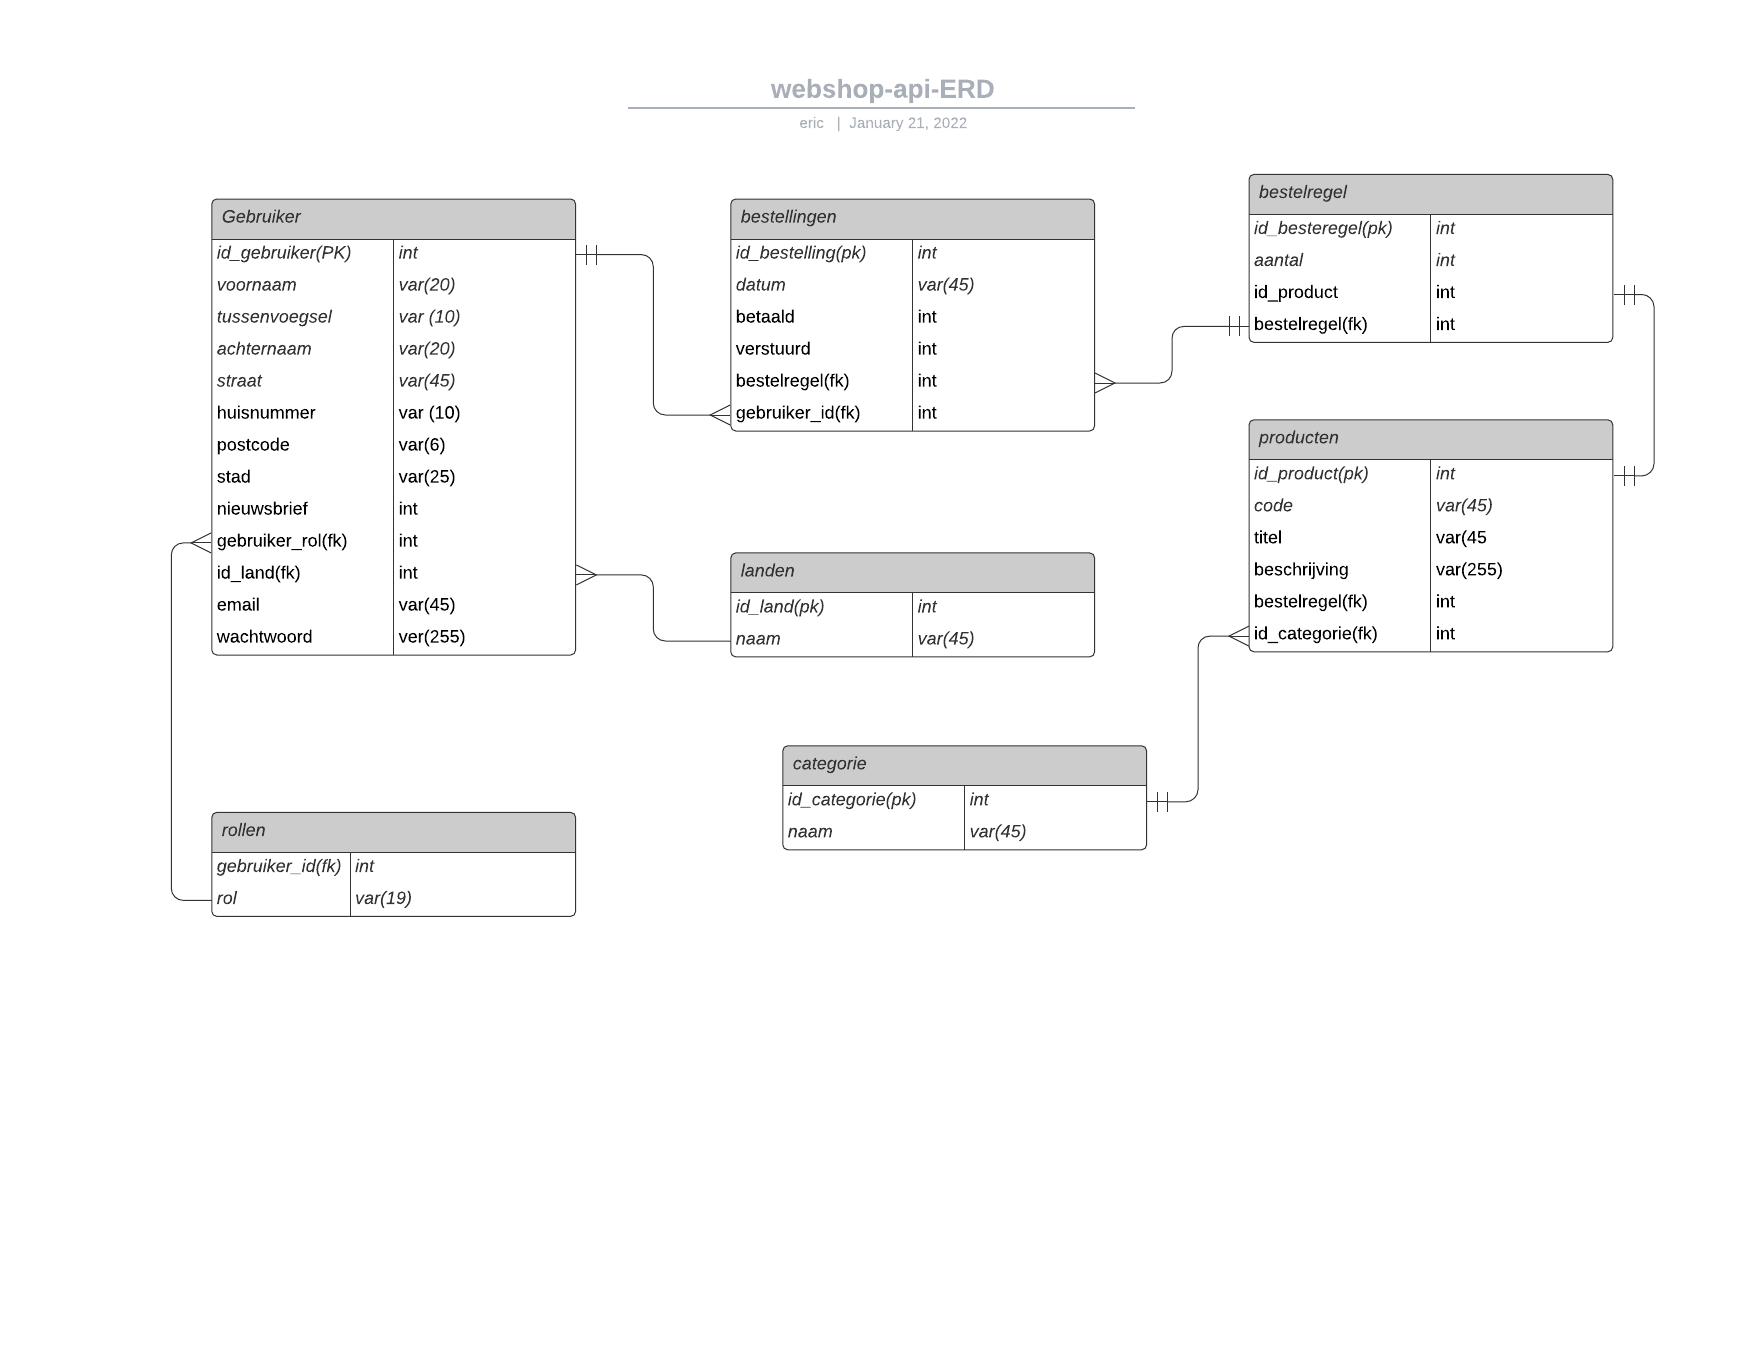 webshop-api-ERD
eric | January 21, 2022
Gebruiker
id_gebruiker(PK) int
voornaam var(20)
tussenvoegsel var (10)
achternaam var(20)
straat var(45)
huisnummer var (10)
postcode var(6)
stad var(25)
nieuwsbrief int
gebruiker_rol(fk) int
id_land(fk) int
email var(45)
wachtwoord ver(255)
bestellingen
id_bestelling(pk) int
datum var(45)
betaald int
verstuurd int
bestelregel(fk) int
gebruiker_id(fk) int
bestelregel
id_besteregel(pk) int
aantal int
id_product int
bestelregel(fk) int
producten
id_product(pk) int
code var(45)
titel var(45
beschrijving var(255)
bestelregel(fk) int
id_categorie(fk) int
landen
id_land(pk) int
naam var(45)
categorie
id_categorie(pk) int
naam var(45)
rollen
gebruiker_id(fk) int
rol var(19)